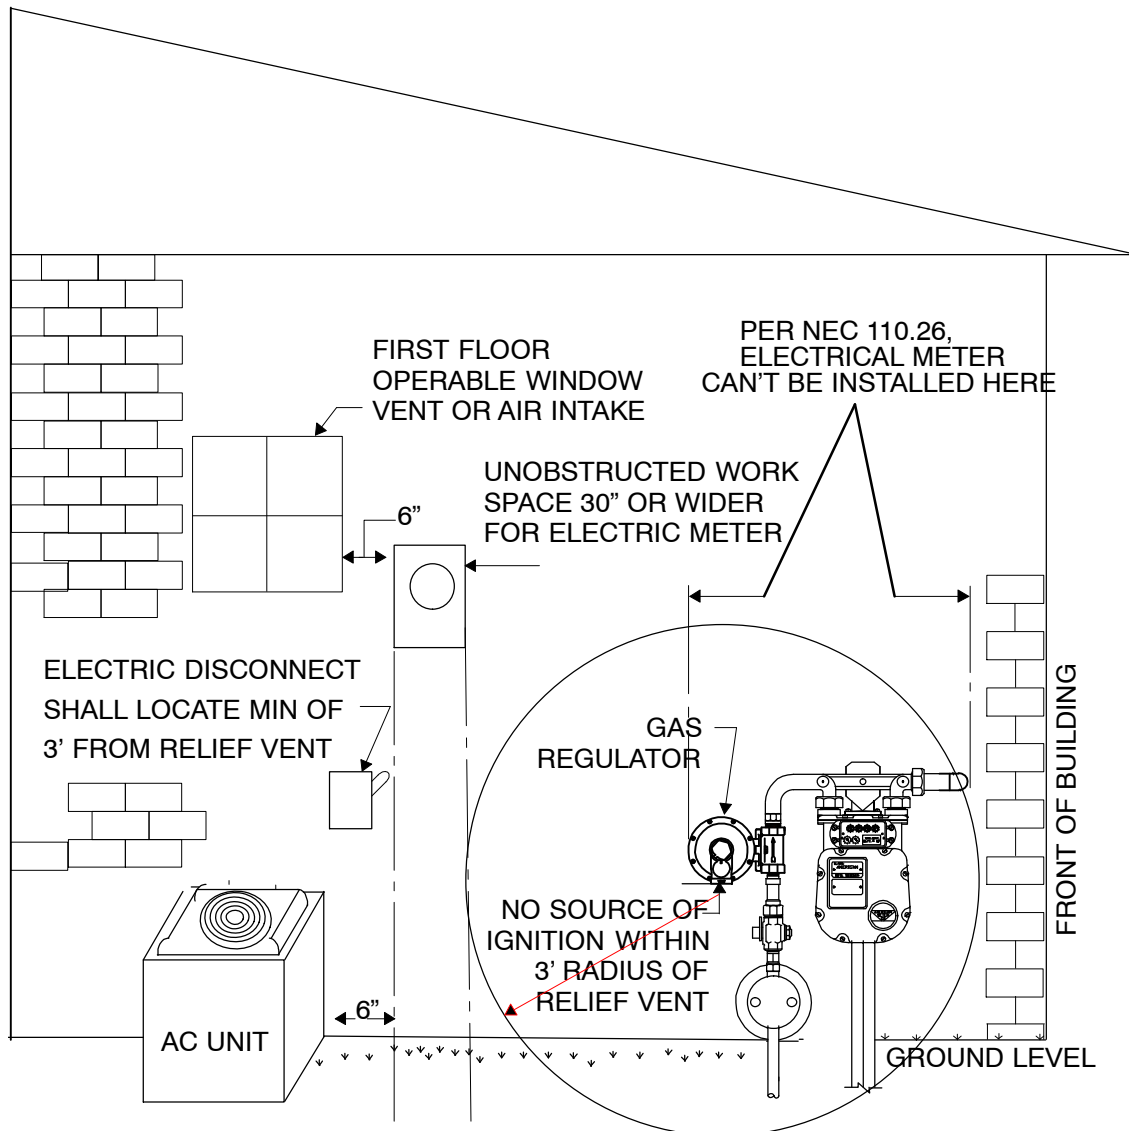 PER NEC 110.26,
ELECTRICAL METER
CAN’T BE INSTALLED HERE
FIRST FLOOR
OPERABLE WINDOW
VENT OR AIR INTAKE
UNOBSTRUCTED WORK
SPACE 30” OR WIDER
FOR ELECTRIC METER
6”
ELECTRIC DISCONNECT
SHALL LOCATE MIN OF
3’ FROM RELIEF VENT
GAS
REGULATOR
FRONT OF BUILDING
NO SOURCE OF
IGNITION WITHIN
3’ RADIUS OF
RELIEF VENT
6”
AC UNIT
GROUND LEVEL